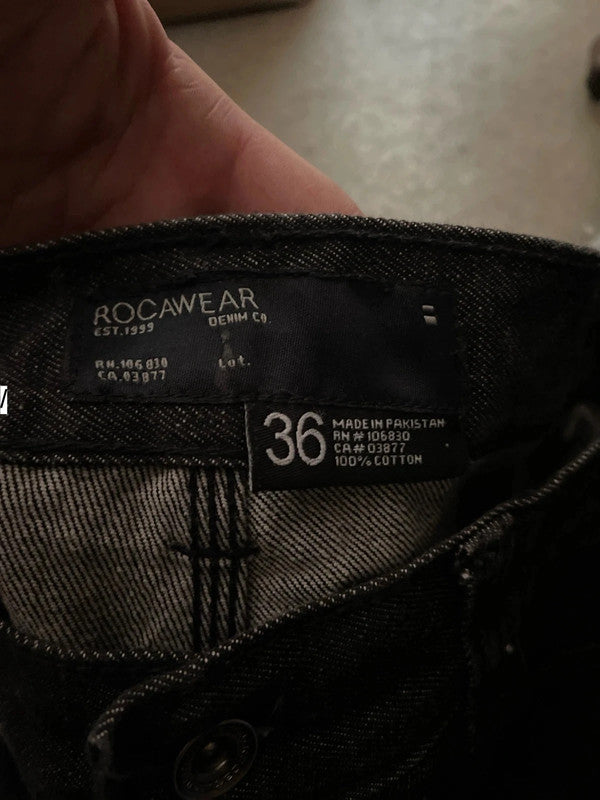 ROCAWEAR
EST.1999 DENIM CO.
RN.106830 Lot.
CA.03877
36
MADE IN PAKISTAN
RN # 106830
CA # 03877
100% COTTON